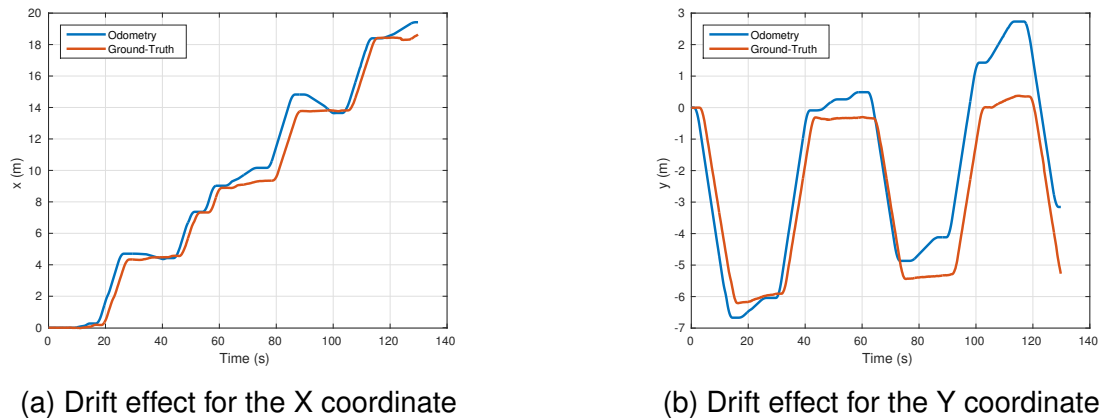 20
18
16
14
12
10
8
6
4
2
0
x (m)
Odometry
Ground-Truth
0 20 40 60 80 100 120 140
Time (s)
(a) Drift effect for the X coordinate
3
2
1
0
-1
-2
-3
-4
-5
-6
-7
y (m)
Odometry
Ground-Truth
0 20 40 60 80 100 120 140
Time (s)
(b) Drift effect for the Y coordinate